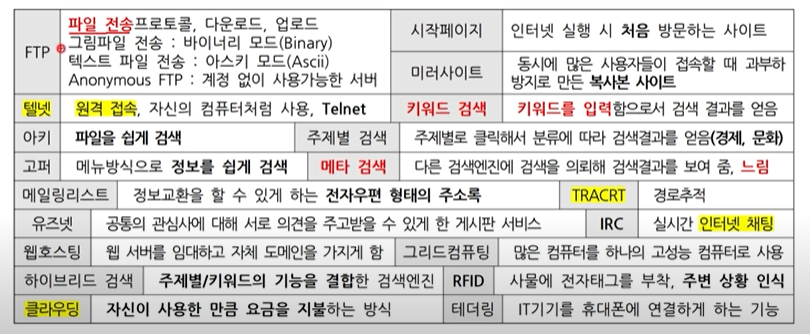 FTP
파일 전송프로토콜, 다운로드, 업로드
그림파일 전송 : 바이너리 모드(Binary)
텍스트 파일 전송 : 아스키 모드(Ascii)
Anonymous FTP : 계정 없이 사용가능한 서버
시작페이지 인터넷 실행 시 처음 방문하는 사이트
미러사이트 동시에 많은 사용자들이 접속할 때 과부하
방지로 만든 복사본 사이트
텔넷 원격 접속, 자신의 컴퓨터처럼 사용, Telnet 키워드 검색 키워드를 입력함으로서 검색 결과를 얻음
아키 파일을 쉽게 검색 주제별 검색 주제별로 클릭해서 분류에 따라 검색결과를 얻음(경제, 문화)
고퍼 메뉴방식으로 정보를 쉽게 검색 메타 검색 다른 검색엔진에 검색을 의뢰해 검색결과를 보여 줌, 느림
메일링리스트 정보교환을 할 수 있게 하는 전자우편 형태의 주소록 TRACRT 경로추적
유즈넷 공통의 관심사에 대해 서로 의견을 주고받을 수 있게 한 게시판 서비스 IRC 실시간 인터넷 채팅
웹호스팅 웹 서버를 임대하고 자체 도메인을 가지게 함 그리드컴퓨팅 많은 컴퓨터를 하나의 고성능 컴퓨터로 사용
하이브리드 검색 주제별/키워드의 기능을 결합한 검색엔진 RFID 사물에 전자태그를 부착, 주변 상황 인식
클라우딩 자신이 사용한 만큼 요금을 지불하는 방식 테더링 IT기기를 휴대폰에 연결하게 하는 기능